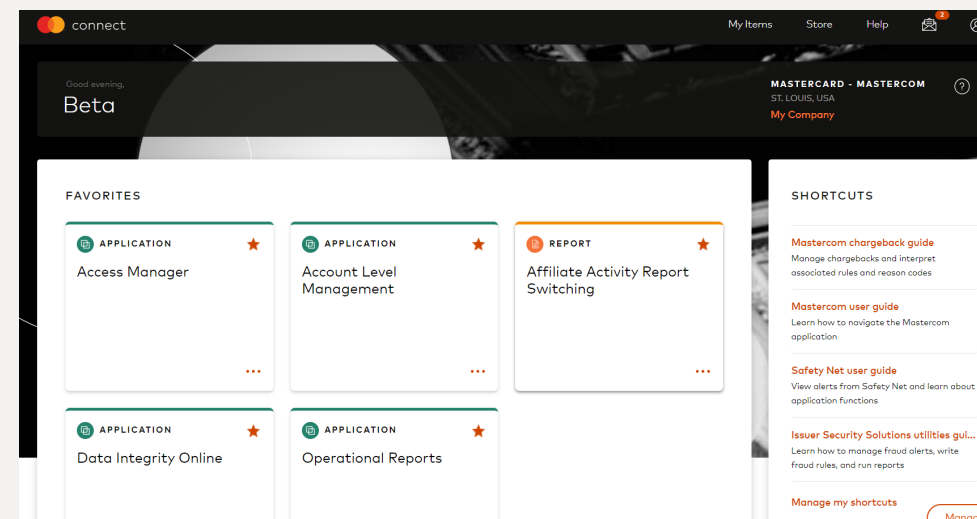 connect
My Items Store Help 2
Good evening,
Beta
MASTERCARD - MASTERCOM
ST. LOUIS, USA
My Company
?
FAVORITES
APPLICATION
Access Manager
...
APPLICATION
Account Level
Management
...
REPORT
Affiliate Activity Report
Switching
...
APPLICATION
Data Integrity Online
APPLICATION
Operational Reports
SHORTCUTS
Mastercom chargeback guide
Manage chargebacks and interpret
associated rules and reason codes
Mastercom user guide
Learn how to navigate the Mastercom
application
Safety Net user guide
View alerts from Safety Net and learn about
application functions
Issuer Security Solutions utilities gui...
Learn how to manage fraud alerts, write
fraud rules, and run reports
Manage my shortcuts